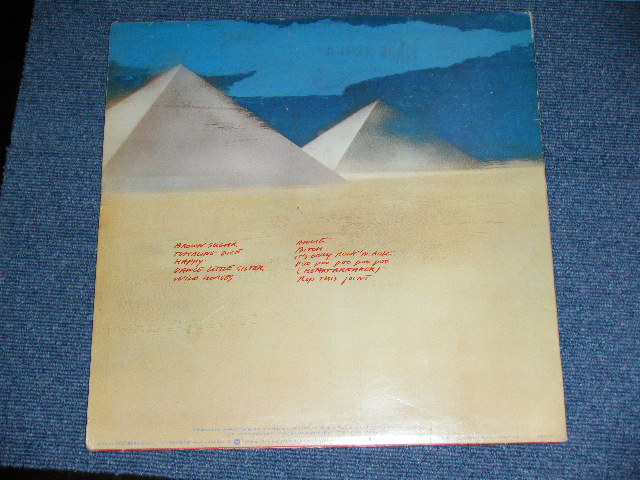 BROWN SUGAR
TUMBLING DICE
HAPPY
DANCE LITTLE SISTER
WILD HORSES
ANGIE
BITCH
IT'S ONLY ROCK 'N ROLL
DOO DOO DOO DOO DOO
(HEARTBREAKER)
RIP THIS JOINT